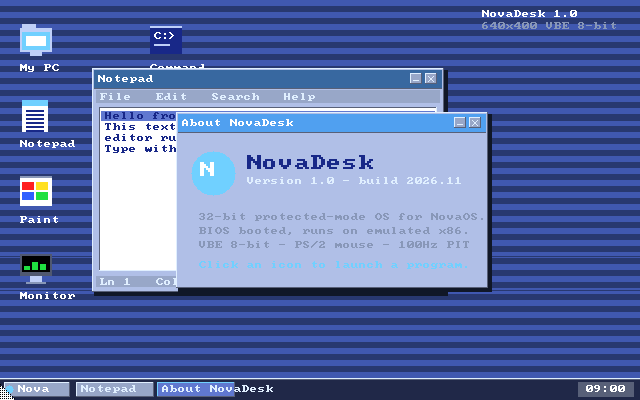 NovaDesk 1.0
640x400 VBE 8-bit
C:>
My PC
Command
Notepad
File Edit Search Help
Hello fro
This text
editor ru
Type with
Ln 1 Col
About NovaDesk
N
NovaDesk
Version 1.0 - build 2026.11
32-bit protected-mode OS for NovaOS.
BIOS booted, runs on emulated x86.
VBE 8-bit - PS/2 mouse - 100Hz PIT
Click an icon to launch a program
Notepad
Paint
Monitor
Nova
Notepad
About NovaDesk
09:00